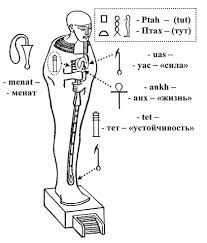 - Ptah – (tut)
- Птах – (тут)
- uas –
- уас – «сила»
- menat -
- менат
- ankh –
- анх – «жизнь»
- tet –
- тет – «устойчивость»